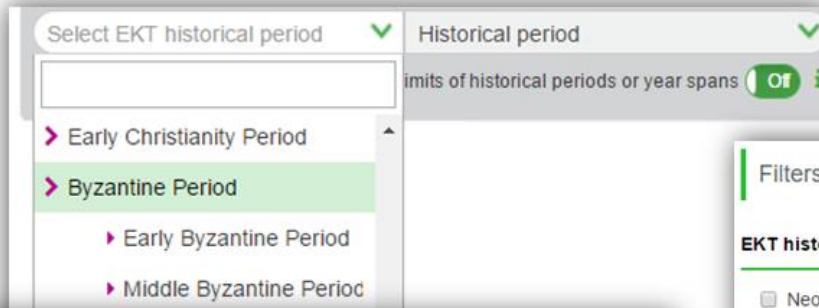 Select EKT historical period
Historical period
imits of historical periods or year spans Off
Early Christianity Period
Byzantine Period
Early Byzantine Period
Middle Byzantine Period
Filters
EKT histo
Neo